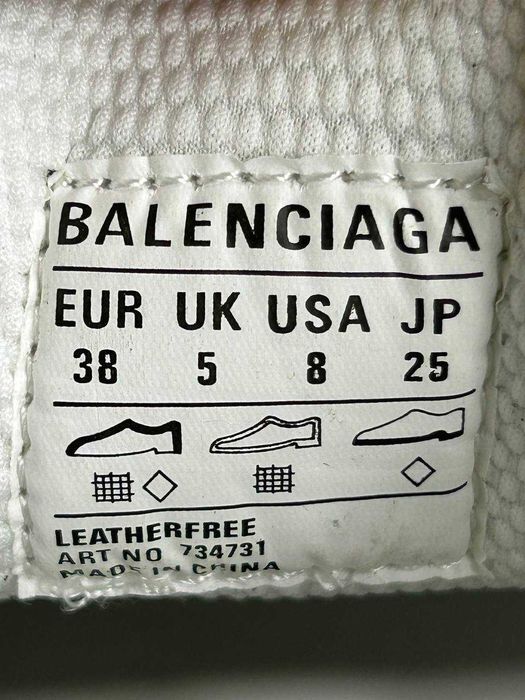 BALENCIAGA
EUR UK USA JP
38 5 8 25
LEATHERFREE
ART NO 734731
MADE IN CHINA